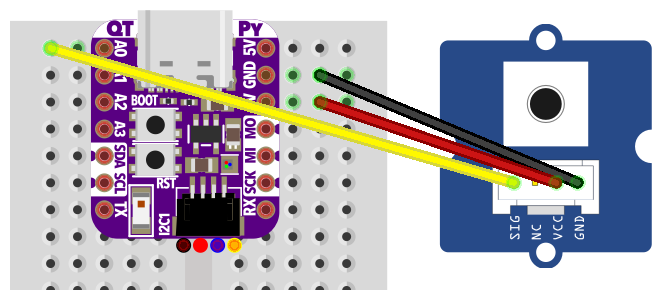 QT PY
A0
A1
A2
A3
SDA
SCL
TX
BOOT
RST
I2C1
5V
GND
MO
MI
SCK
RX
SIG
NC
VCC
GND